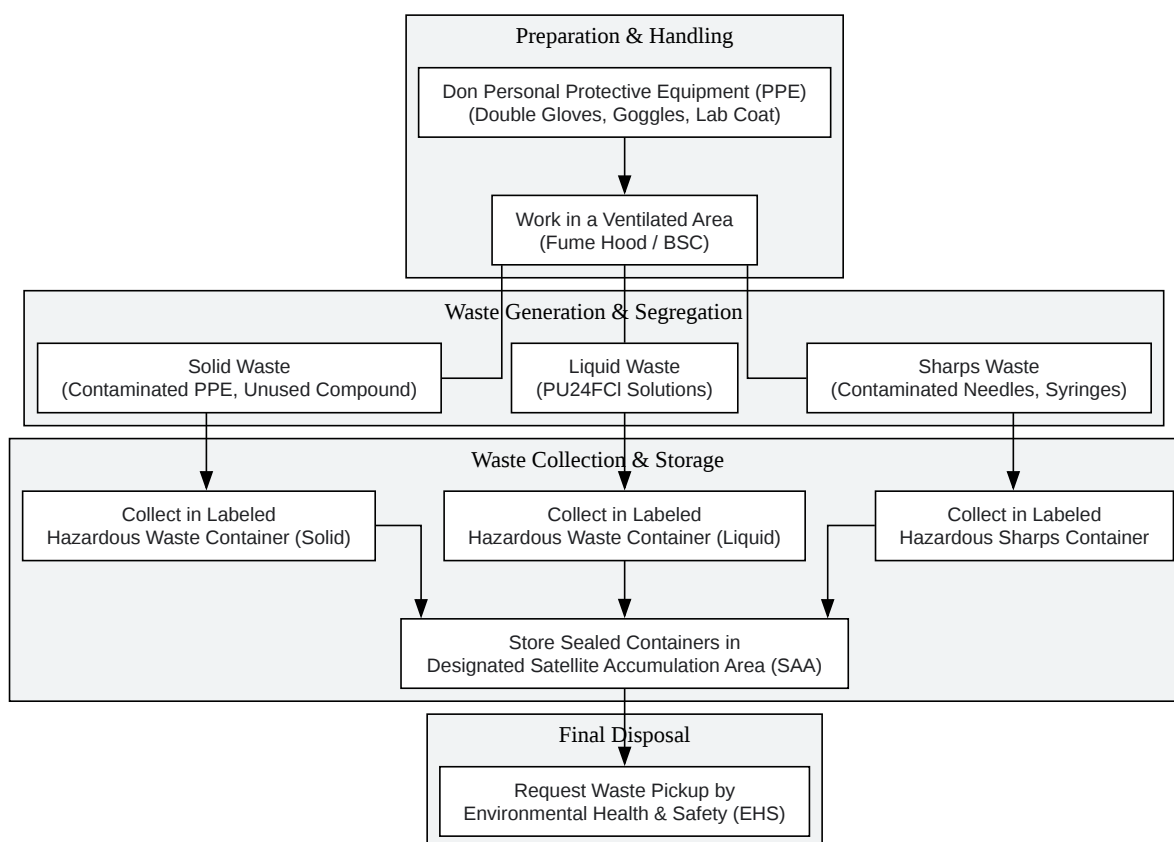 Preparation & Handling
Don Personal Protective Equipment (PPE)
(Double Gloves, Goggles, Lab Coat)
Work in a Ventilated Area
(Fume Hood / BSC)
Waste Generation & Segregation
Solid Waste
(Contaminated PPE, Unused Compound)
Liquid Waste
(PU24FCl Solutions)
Sharps Waste
(Contaminated Needles, Syringes)
Waste Collection & Storage
Collect in Labeled
Hazardous Waste Container (Solid)
Collect in Labeled
Hazardous Waste Container (Liquid)
Collect in Labeled
Hazardous Sharps Container
Store Sealed Containers in
Designated Satellite Accumulation Area (SAA)
Final Disposal
Request Waste Pickup by
Environmental Health & Safety (EHS)